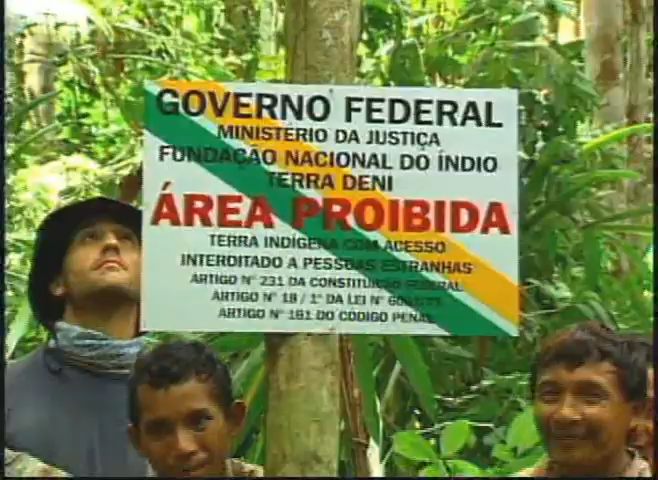 GOVERNO FEDERAL
MINISTÉRIO DA JUSTIÇA
FUNDAÇÃO NACIONAL DO ÍNDIO
TERRA DENI
ÁREA PROIBIDA
TERRA INDÍGENA COM ACESSO
INTERDITADO A PESSOAS ESTRANHAS
ARTIGO Nº 231 DA CONSTITUIÇÃO FEDERAL
ARTIGO Nº 18 / 1º DA LEI Nº
ARTIGO Nº 161 DO CÓDIGO PENAL